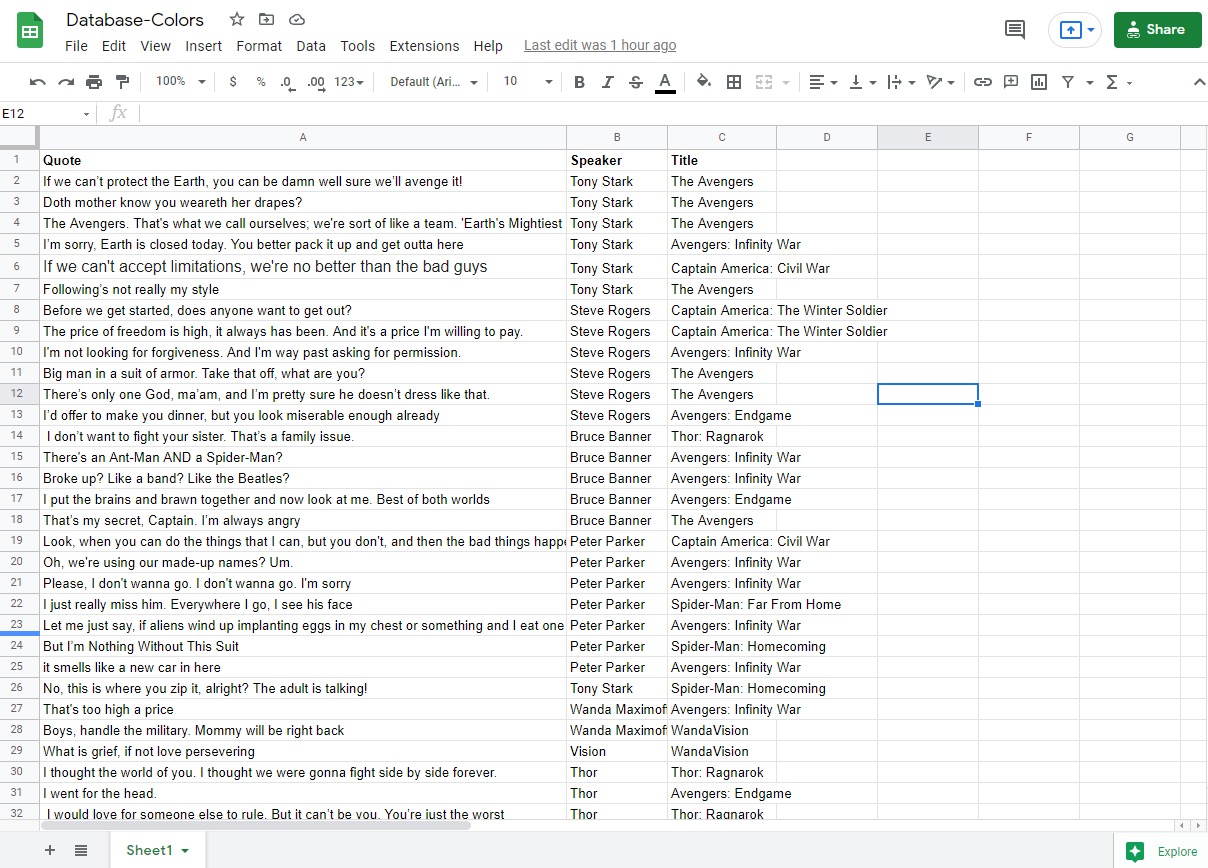 Database-Colors
File Edit View Insert Format Data Tools Extensions Help Last edit was 1 hour ago
Share
100% $ % .0 .00 123 Default (Ari... 10 B I S A Σ
E12 fx
A B C D E F G
1 Quote Speaker Title
2 If we can’t protect the Earth, you can be damn well sure we’ll avenge it! Tony Stark The Avengers
3 Doth mother know you weareth her drapes? Tony Stark The Avengers
4 The Avengers. That's what we call ourselves; we're sort of like a team. 'Earth's Mightiest Tony Stark The Avengers
5 I’m sorry, Earth is closed today. You better pack it up and get outta here Tony Stark Avengers: Infinity War
6 If we can't accept limitations, we're no better than the bad guys Tony Stark Captain America: Civil War
7 Following’s not really my style Tony Stark The Avengers
8 Before we get started, does anyone want to get out? Steve Rogers Captain America: The Winter Soldier
9 The price of freedom is high, it always has been. And it's a price I'm willing to pay. Steve Rogers Captain America: The Winter Soldier
10 I'm not looking for forgiveness. And I'm way past asking for permission. Steve Rogers Avengers: Infinity War
11 Big man in a suit of armor. Take that off, what are you? Steve Rogers The Avengers
12 There’s only one God, ma’am, and I’m pretty sure he doesn’t dress like that. Steve Rogers The Avengers
13 I’d offer to make you dinner, but you look miserable enough already Steve Rogers Avengers: Endgame
14 I don’t want to fight your sister. That’s a family issue. Bruce Banner Thor: Ragnarok
15 There's an Ant-Man AND a Spider-Man? Bruce Banner Avengers: Infinity War
16 Broke up? Like a band? Like the Beatles? Bruce Banner Avengers: Infinity War
17 I put the brains and brawn together and now look at me. Best of both worlds Bruce Banner Avengers: Endgame
18 That’s my secret, Captain. I’m always angry Bruce Banner The Avengers
19 Look, when you can do the things that I can, but you don't, and then the bad things happe Peter Parker Captain America: Civil War
20 Oh, we're using our made-up names? Um. Peter Parker Avengers: Infinity War
21 Please, I don't wanna go. I don't wanna go. I'm sorry Peter Parker Avengers: Infinity War
22 I just really miss him. Everywhere I go, I see his face Peter Parker Spider-Man: Far From Home
23 Let me just say, if aliens wind up implanting eggs in my chest or something and I eat one Peter Parker Avengers: Infinity War
24 But I’m Nothing Without This Suit Peter Parker Spider-Man: Homecoming
25 it smells like a new car in here Peter Parker Avengers: Infinity War
26 No, this is where you zip it, alright? The adult is talking! Tony Stark Spider-Man: Homecoming
27 That's too high a price Wanda Maximof Avengers: Infinity War
28 Boys, handle the military. Mommy will be right back Wanda Maximof WandaVision
29 What is grief, if not love persevering Vision WandaVision
30 I thought the world of you. I thought we were gonna fight side by side forever. Thor Thor: Ragnarok
31 I went for the head. Thor Avengers: Endgame
32 I would love for someone else to rule. But it can’t be you. You’re just the worst Thor Thor: Ragnarok
Sheet1 Explore